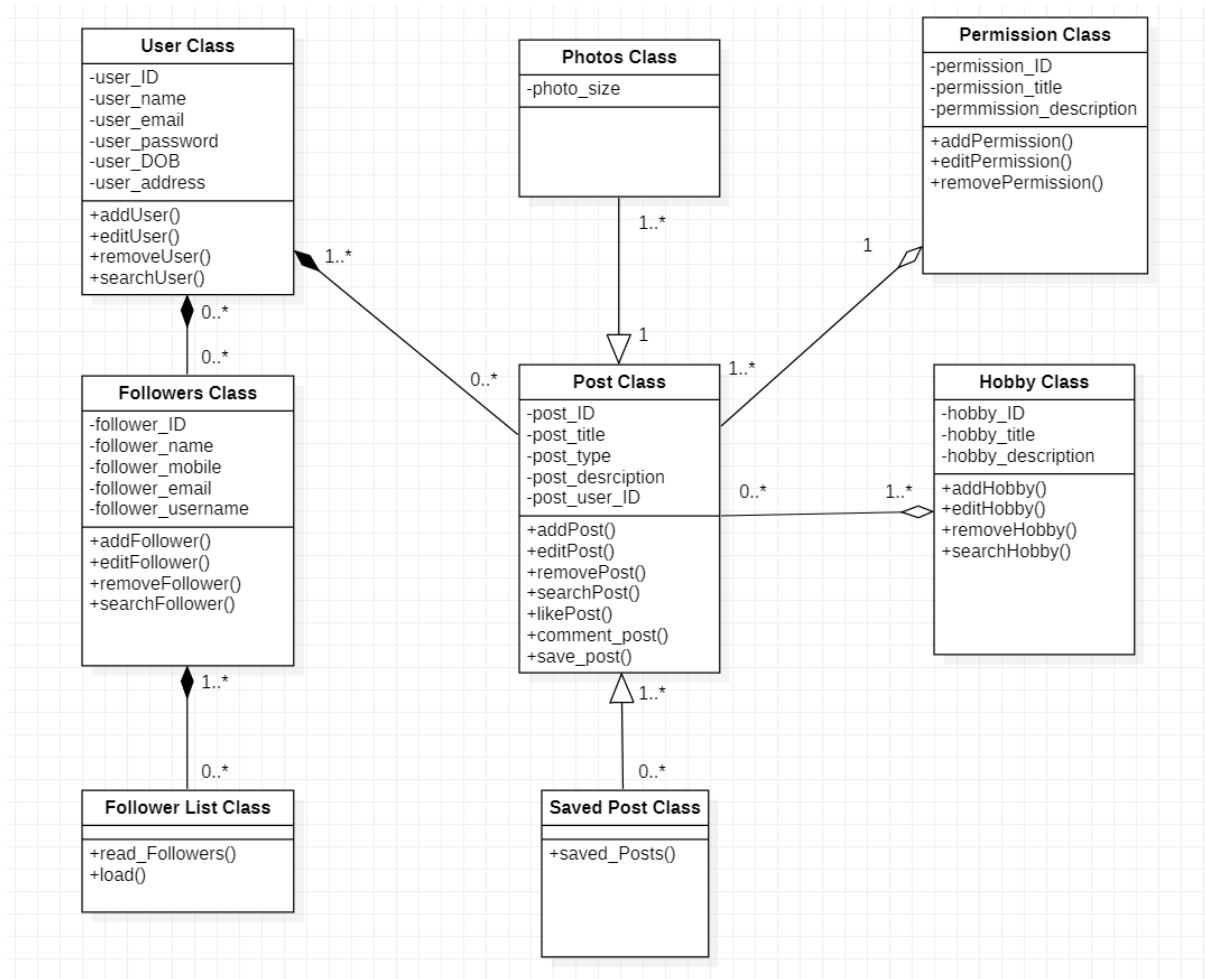 User Class
-user_ID
-user_name
-user_email
-user_password
-user_DOB
-user_address
+addUser()
+editUser()
+removeUser()
+searchUser()
Photos Class
-photo_size
Permission Class
-permission_ID
-permission_title
-permmission_description
+addPermission()
+editPermission()
+removePermission()
1..*
0..*
0..*
0..*
1..*
1
1
1..*
Followers Class
-follower_ID
-follower_name
-follower_mobile
-follower_email
-follower_username
+addFollower()
+editFollower()
+removeFollower()
+searchFollower()
Post Class
-post_ID
-post_title
-post_type
-post_desrciption
-post_user_ID
+addPost()
+editPost()
+removePost()
+searchPost()
+likePost()
+comment_post()
+save_post()
0..*
1..*
Hobby Class
-hobby_ID
-hobby_title
-hobby_description
+addHobby()
+editHobby()
+removeHobby()
+searchHobby()
1..*
0..*
1..*
0..*
Follower List Class
+read_Followers()
+load()
Saved Post Class
+saved_Posts()